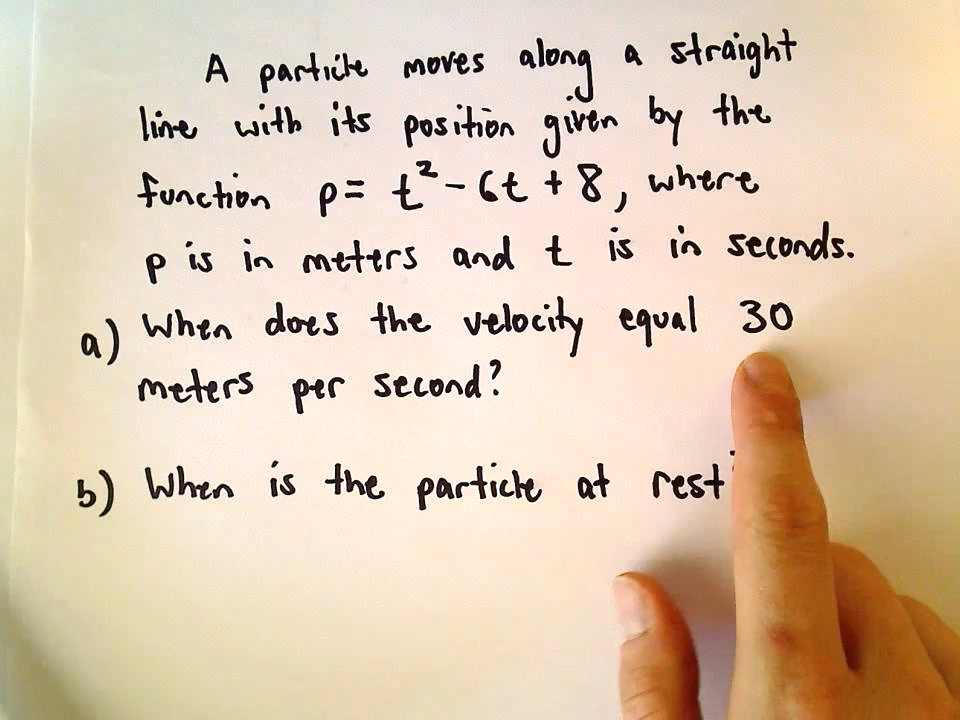 A particle moves along a straight
line with its position given by the
function p = t² - 6t + 8, where
p is in meters and t is in seconds.
a) When does the velocity equal 30
meters per second?
b) When is the particle at rest